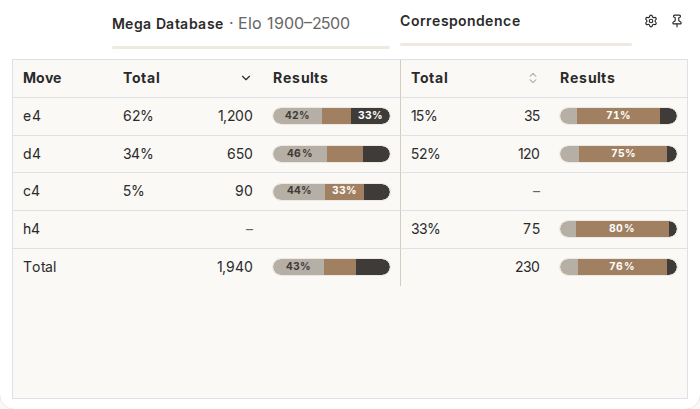 Mega Database · Elo 1900–2500 Correspondence
Move Total Results Total Results
e4 62% 1,200 42% 33% 15% 35 71%
d4 34% 650 46% 52% 120 75%
c4 5% 90 44% 33% –
h4 – 33% 75 80%
Total 1,940 43% 230 76%